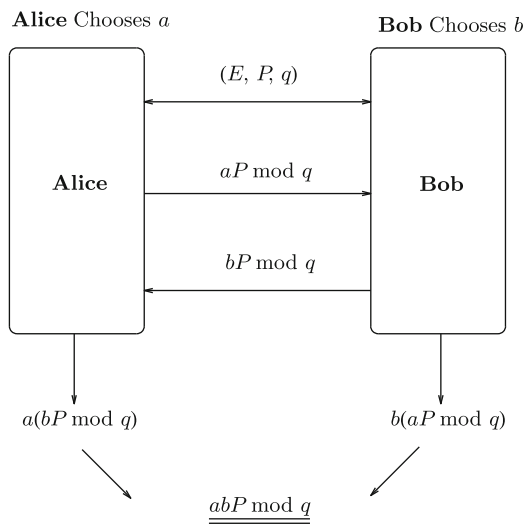 Alice Chooses a
Bob Chooses b
(E, P, q)
aP mod q
Alice
Bob
bP mod q
a(bP mod q)
b(aP mod q)
abP mod q